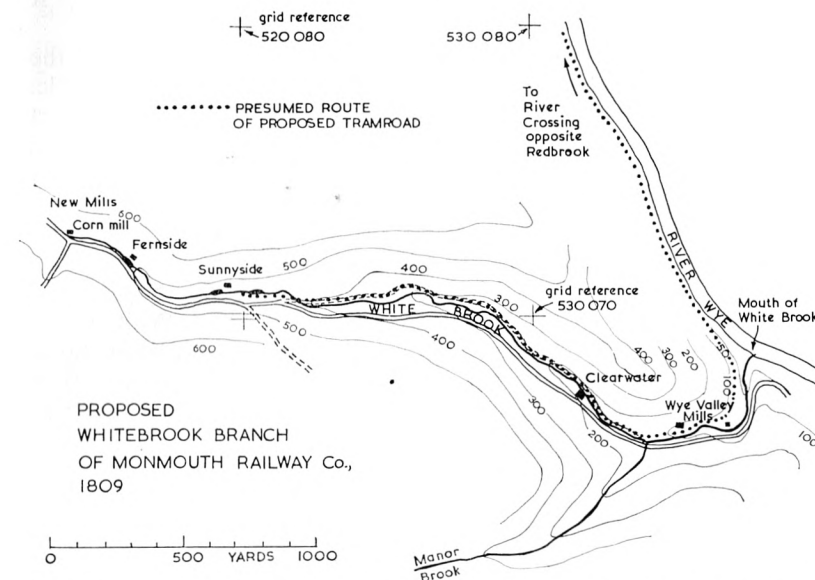 grid reference
520 080
530 080
PRESUMED ROUTE
OF PROPOSED TRAMROAD
To
River
Crossing
opposite
Redbrook
New Mills
Corn mill
600
Fernside
Sunnyside
500
400
300
grid reference
530 070
RIVER WYE
Mouth of
White Brook
WHITE BROOK
500
600
400
400
300
200
50
100
Clearwater
Wye Valley
Mills
300
200
100
PROPOSED
WHITEBROOK BRANCH
OF MONMOUTH RAILWAY Co.,
1809
0 500 YARDS 1000
Manor
Brook